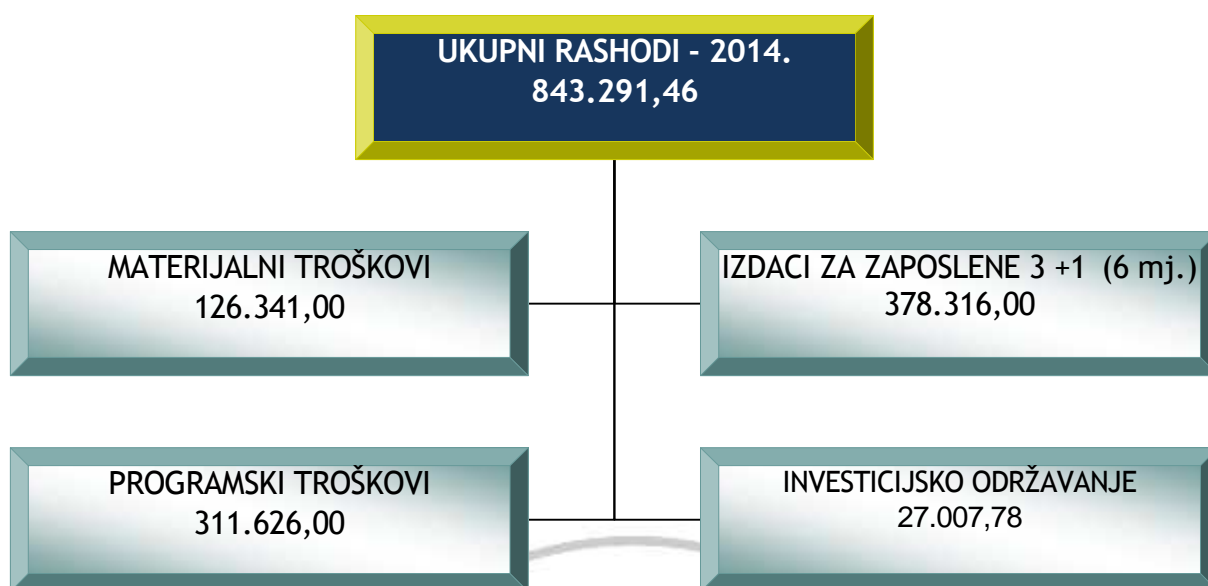 UKUPNI RASHODI - 2014.
843.291,46
MATERIJALNI TROŠKOVI
126.341,00
IZDACI ZA ZAPOSLENE 3 +1 (6 mj.)
378.316,00
PROGRAMSKI TROŠKOVI
311.626,00
INVESTICIJSKO ODRŽAVANJE
27.007,78